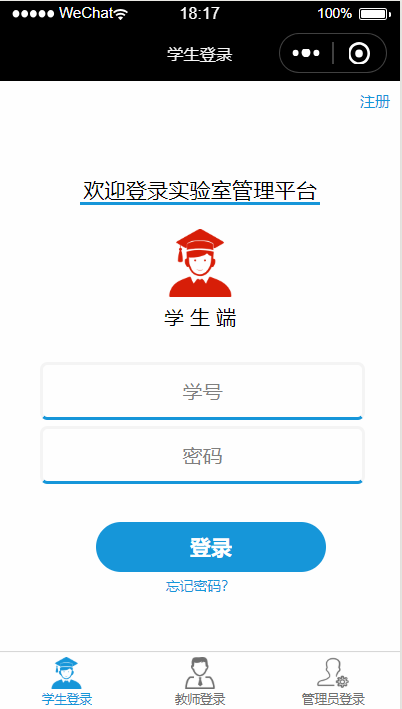 WeChat 18:17 100%
学生登录
注册
欢迎登录实验室管理平台
学 生 端
学号
密码
登录
忘记密码?
学生登录 教师登录 管理员登录